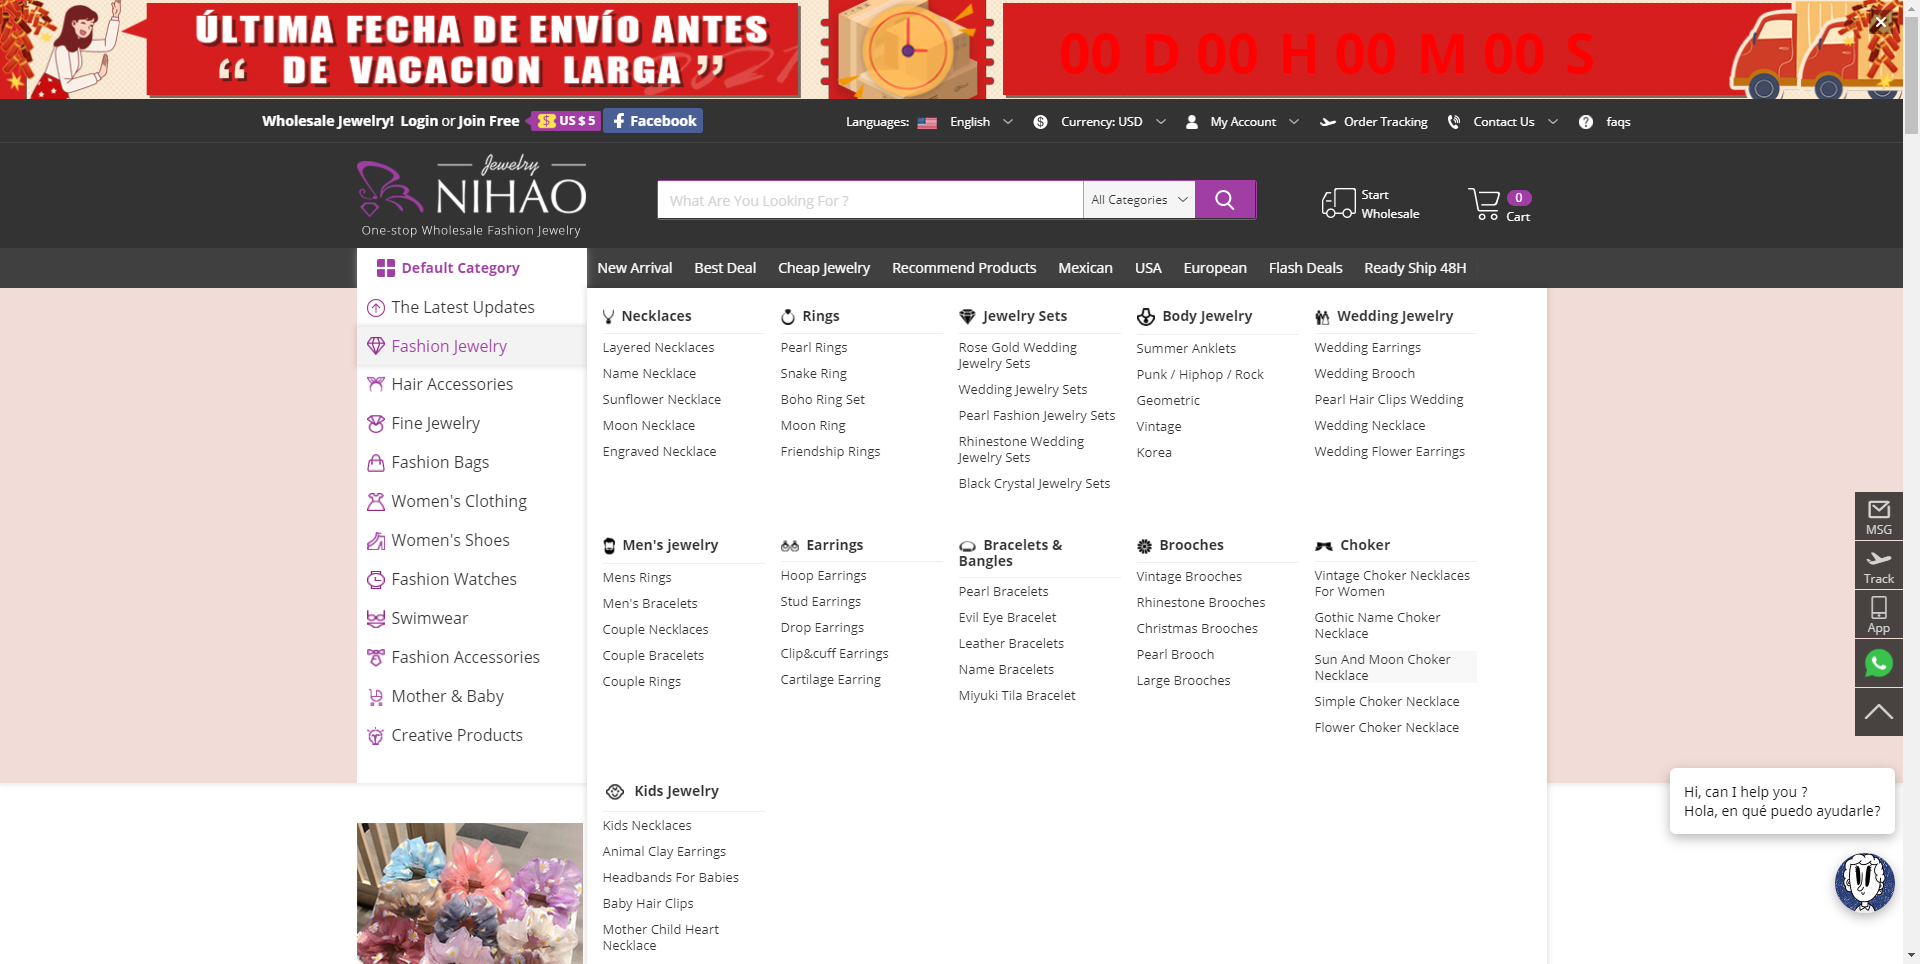 ÚLTIMA FECHA DE ENVÍO ANTES
“ DE VACACION LARGA ”
00 D 00 H 00 M 00 S
Wholesale Jewelry! Login or Join Free
$ US $ 5
Facebook
Languages: English
Currency: USD
My Account
Order Tracking
Contact Us
faqs
Jewelry
NIHAO
One-stop Wholesale Fashion Jewelry
What Are You Looking For ?
All Categories
Start
Wholesale
0
Cart
Default Category
New Arrival
Best Deal
Cheap Jewelry
Recommend Products
Mexican
USA
European
Flash Deals
Ready Ship 48H
The Latest Updates
Fashion Jewelry
Hair Accessories
Fine Jewelry
Fashion Bags
Women's Clothing
Women's Shoes
Fashion Watches
Swimwear
Fashion Accessories
Mother & Baby
Creative Products
Necklaces
Layered Necklaces
Name Necklace
Sunflower Necklace
Moon Necklace
Engraved Necklace
Rings
Pearl Rings
Snake Ring
Boho Ring Set
Moon Ring
Friendship Rings
Jewelry Sets
Rose Gold Wedding
Jewelry Sets
Wedding Jewelry Sets
Pearl Fashion Jewelry Sets
Rhinestone Wedding
Jewelry Sets
Black Crystal Jewelry Sets
Body Jewelry
Summer Anklets
Punk / Hiphop / Rock
Geometric
Vintage
Korea
Wedding Jewelry
Wedding Earrings
Wedding Brooch
Pearl Hair Clips Wedding
Wedding Necklace
Wedding Flower Earrings
Men's jewelry
Mens Rings
Men's Bracelets
Couple Necklaces
Couple Bracelets
Couple Rings
Earrings
Hoop Earrings
Stud Earrings
Drop Earrings
Clip&cuff Earrings
Cartilage Earring
Bracelets &
Bangles
Pearl Bracelets
Evil Eye Bracelet
Leather Bracelets
Name Bracelets
Miyuki Tila Bracelet
Brooches
Vintage Brooches
Rhinestone Brooches
Christmas Brooches
Pearl Brooch
Large Brooches
Choker
Vintage Choker Necklaces
For Women
Gothic Name Choker
Necklace
Sun And Moon Choker
Necklace
Simple Choker Necklace
Flower Choker Necklace
Kids Jewelry
Kids Necklaces
Animal Clay Earrings
Headbands For Babies
Baby Hair Clips
Mother Child Heart
Necklace
MSG
Track
App
Hi, can I help you ?
Hola, en qué puedo ayudarle?